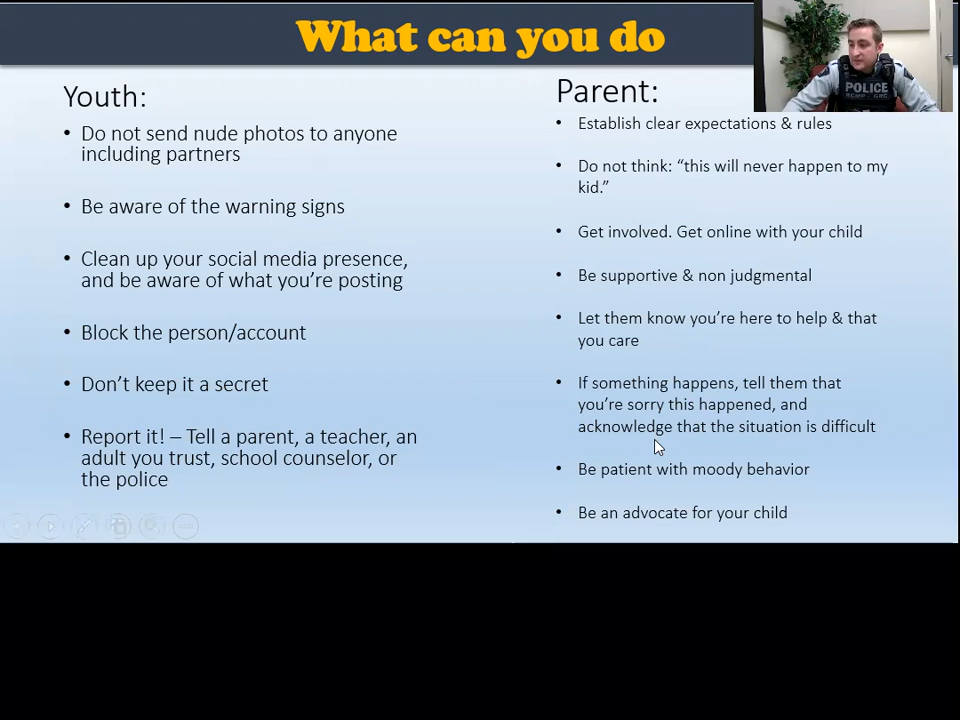 What can you do
POLICE
RCMP - GRC
Youth:
• Do not send nude photos to anyone
including partners
• Be aware of the warning signs
• Clean up your social media presence,
and be aware of what you're posting
• Block the person/account
• Don't keep it a secret
• Report it! – Tell a parent, a teacher, an
adult you trust, school counselor, or
the police
Parent:
• Establish clear expectations & rules
• Do not think: “this will never happen to my
kid.”
• Get involved. Get online with your child
• Be supportive & non judgmental
• Let them know you're here to help & that
you care
• If something happens, tell them that
you're sorry this happened, and
acknowledge that the situation is difficult
• Be patient with moody behavior
• Be an advocate for your child